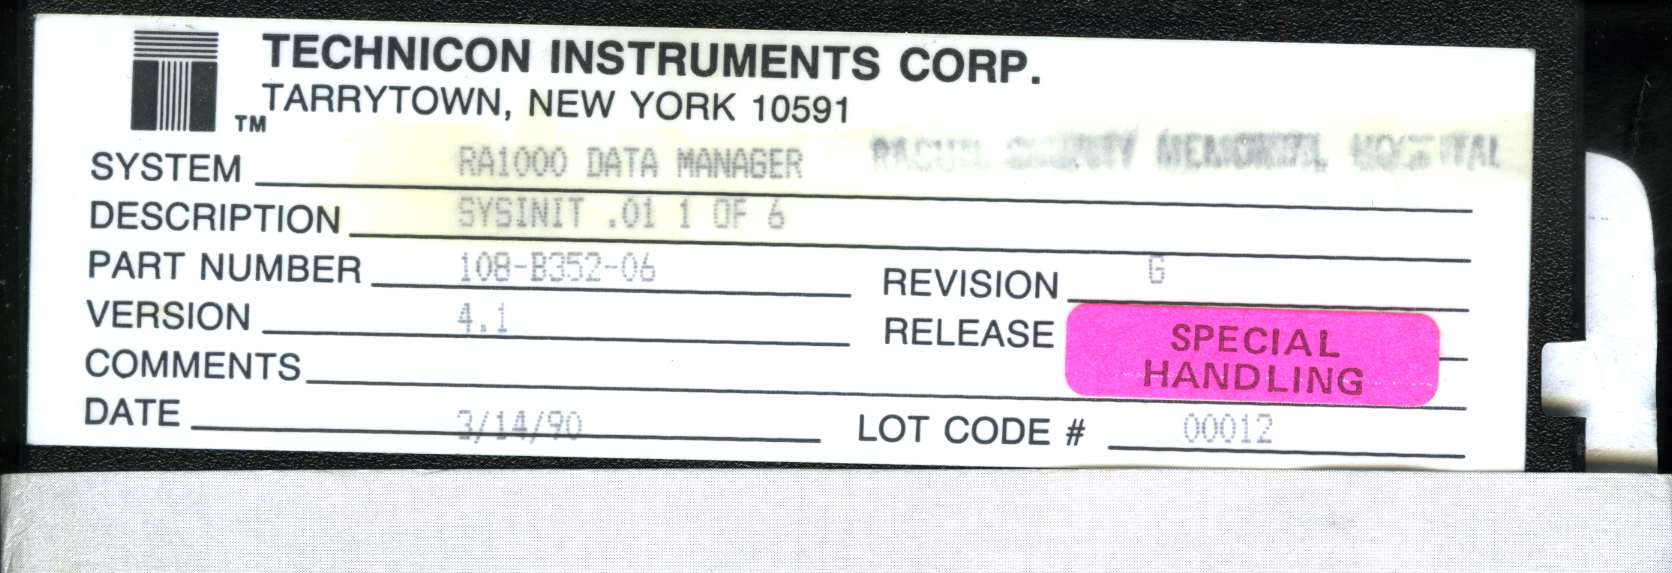 TECHNICON INSTRUMENTS CORP.
TARRYTOWN, NEW YORK 10591
TM
SYSTEM RA1000 DATA MANAGER MEMORIAL HOSPITAL
DESCRIPTION SYSINIT .01 1 OF 6
PART NUMBER 108-B352-06 REVISION G
VERSION 4.1 RELEASE SPECIAL
HANDLING
COMMENTS
DATE 3/14/90 LOT CODE # 00012